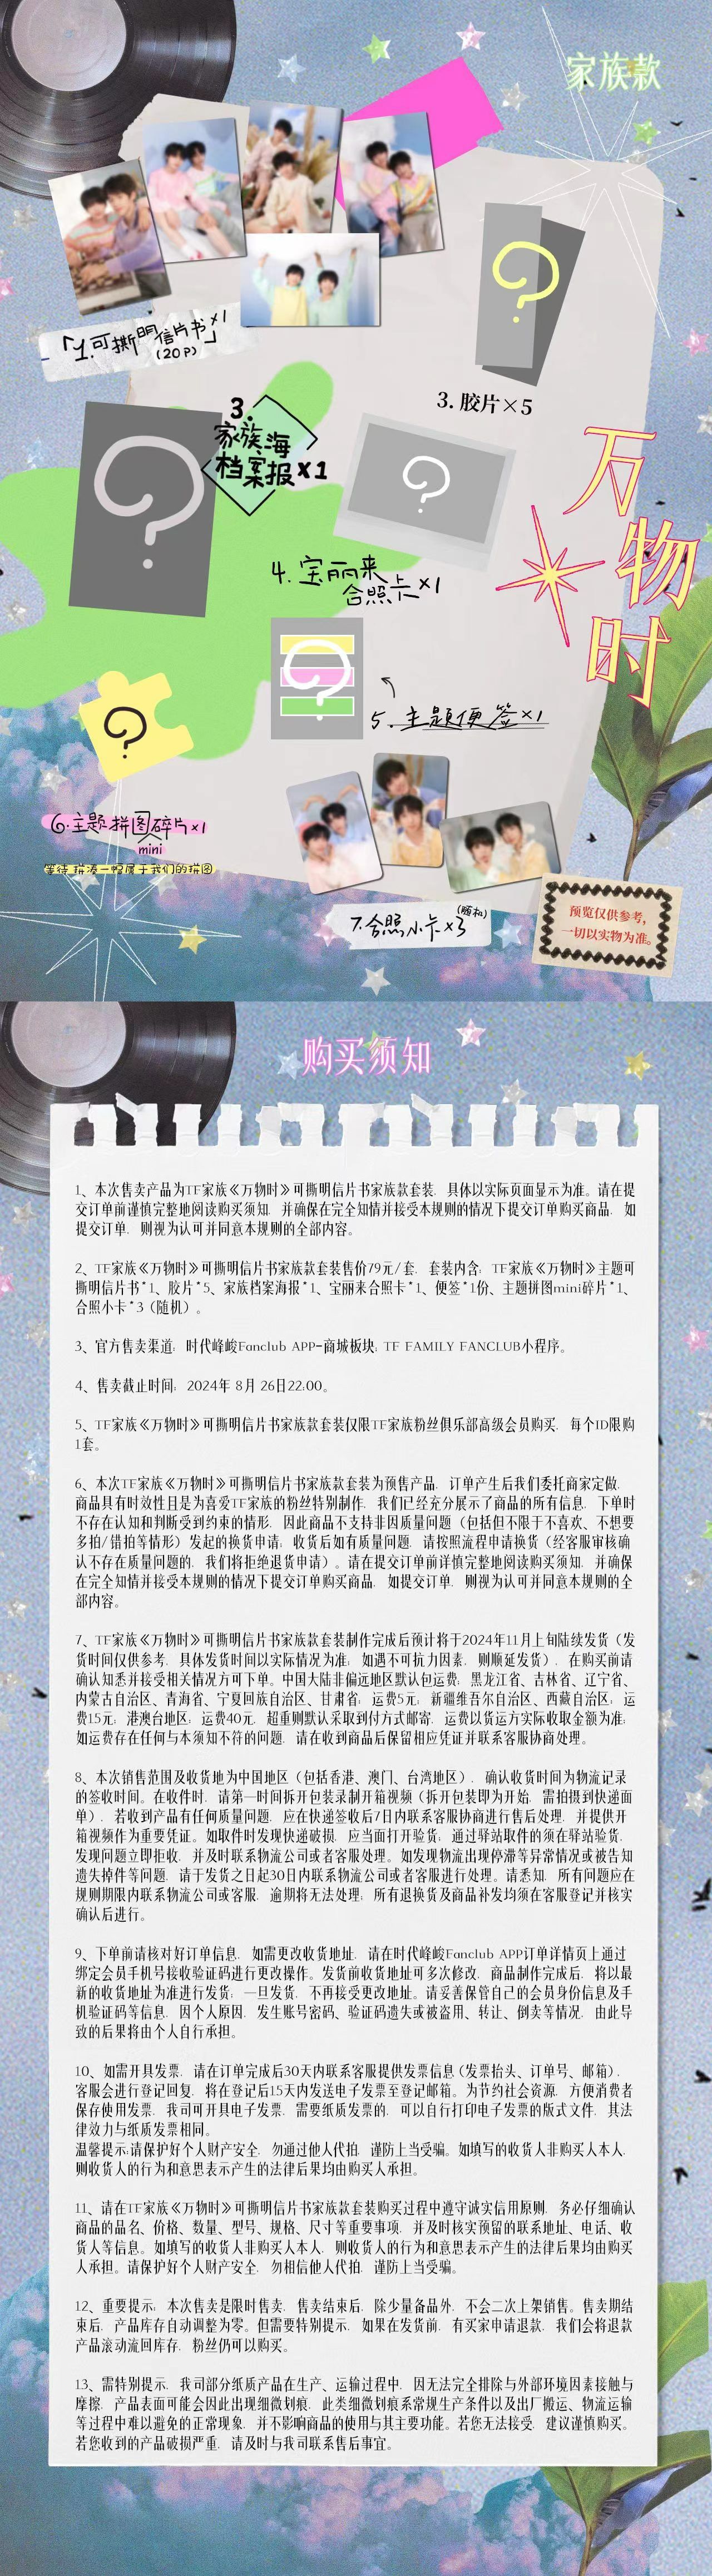 家族款
「1.可撕明信片书」×1
(20P)
3. 胶片×5
3.
家族海
档案报×1
万物时
4. 宝丽来
合照卡×1
5. 主题便签×1
6.主题拼图碎片×1
mini
等待拼凑一幅属于我们的拼图
7.合照小卡×3
(随机)
预览仅供参考,
一切以实物为准。
购买须知
1、本次售卖产品为TF家族《万物时》可撕明信片书家族款套装，具体以实际页面显示为准。请在提
交订单前谨慎完整地阅读购买须知，并确保在完全知情并接受本规则的情况下提交订单购买商品，如
提交订单，则视为认可并同意本规则的全部内容。
2、TF家族《万物时》可撕明信片书家族款套装售价79元/套，套装内含：TF家族《万物时》主题可
撕明信片书*1、胶片*5、家族档案海报*1、宝丽来合照卡*1、便签*1份、主题拼图mini碎片*1、
合照小卡*3（随机）。
3、官方售卖渠道：时代峰峻Fanclub APP-商城板块；TF FAMILY FANCLUB小程序。
4、售卖截止时间：2024年 8月 26日22:00。
5、TF家族《万物时》可撕明信片书家族款套装仅限TF家族粉丝俱乐部高级会员购买，每个ID限购
1套。
6、本次TF家族《万物时》可撕明信片书家族款套装为预售产品，订单产生后我们委托商家定做，
商品具有时效性且是为喜爱TF家族的粉丝特别制作，我们已经充分展示了商品的所有信息，下单时
不存在认知和判断受到约束的情形，因此商品不支持非因质量问题（包括但不限于不喜欢、不想要
多拍/错拍等情形）发起的换货申请；收货后如有质量问题，请按照流程申请换货（经客服审核确
认不存在质量问题的，我们将拒绝退货申请）。请在提交订单前详慎完整地阅读购买须知，并确保
在完全知情并接受本规则的情况下提交订单购买商品，如提交订单，则视为认可并同意本规则的全
部内容。
7、TF家族《万物时》可撕明信片书家族款套装制作完成后预计将于2024年11月上旬陆续发货（发
货时间仅供参考，具体发货时间以实际情况为准，如遇不可抗力因素，则顺延发货），在购买前请
确认知悉并接受相关情况方可下单。中国大陆非偏远地区默认包运费；黑龙江省、吉林省、辽宁省、
内蒙古自治区、青海省、宁夏回族自治区、甘肃省，运费5元；新疆维吾尔自治区、西藏自治区；运
费15元；港澳台地区；运费40元，超重则默认采取到付方式邮寄，运费以货运方实际收取金额为准；
如运费存在任何与本须知不符的问题，请在收到商品后保留相应凭证并联系客服协商处理。
8、本次销售范围及收货地为中国地区（包括香港、澳门、台湾地区），确认收货时间为物流记录
的签收时间。在收件时，请第一时间拆开包装录制开箱视频（拆开包装即为开始，需拍摄到快递面
单），若收到产品有任何质量问题，应在快递签收后7日内联系客服协商进行售后处理，并提供开
箱视频作为重要凭证。如取件时发现快递破损，应当面打开验货；通过驿站取件的须在驿站验货，
发现问题立即拒收，并及时联系物流公司或者客服处理。如发现物流出现停滞等异常情况或被告知
遗失掉件等问题，请于发货之日起30日内联系物流公司或者客服进行处理。请悉知，所有问题应在
规则期限内联系物流公司或客服，逾期将无法处理；所有退换货及商品补发均须在客服登记并核实
确认后进行。
9、下单前请核对好订单信息，如需更改收货地址，请在时代峰峻Fanclub APP订单详情页上通过
绑定会员手机号接收验证码进行更改操作。发货前收货地址可多次修改，商品制作完成后，将以最
新的收货地址为准进行发货；一旦发货，不再接受更改地址。请妥善保管自己的会员身份信息及手
机验证码等信息，因个人原因，发生账号密码、验证码遗失或被盗用、转让、倒卖等情况，由此导
致的后果将由个人自行承担。
10、如需开具发票，请在订单完成后30天内联系客服提供发票信息（发票抬头、订单号、邮箱），
客服会进行登记回复，将在登记后15天内发送电子发票至登记邮箱。为节约社会资源，方便消费者
保存使用发票，我司可开具电子发票，需要纸质发票的，可以自行打印电子发票的版式文件，其法
律效力与纸质发票相同。
温馨提示:请保护好个人财产安全，勿通过他人代拍，谨防上当受骗。如填写的收货人非购买人本人，
则收货人的行为和意思表示产生的法律后果均由购买人承担。
11、请在TF家族《万物时》可撕明信片书家族款套装购买过程中遵守诚实信用原则，务必仔细确认
商品的品名、价格、数量、型号、规格、尺寸等重要事项，并及时核实预留的联系地址、电话、收
货人等信息。如填写的收货人非购买人本人，则收货人的行为和意思表示产生的法律后果均由购买
人承担。请保护好个人财产安全，勿相信他人代拍，谨防上当受骗。
12、重要提示：本次售卖是限时售卖，售卖结束后，除少量备品外，不会二次上架销售。售卖期结
束后，产品库存自动调整为零。但需要特别提示，如果在发货前，有买家申请退款，我们会将退款
产品滚动流回库存，粉丝仍可以购买。
13、需特别提示，我司部分纸质产品在生产、运输过程中，因无法完全排除与外部环境因素接触与
摩擦，产品表面可能会因此出现细微划痕，此类细微划痕系常规生产条件以及出厂搬运、物流运输
等过程中难以避免的正常现象，并不影响商品的使用与其主要功能。若您无法接受，建议谨慎购买。
若您收到的产品破损严重，请及时与我司联系售后事宜。